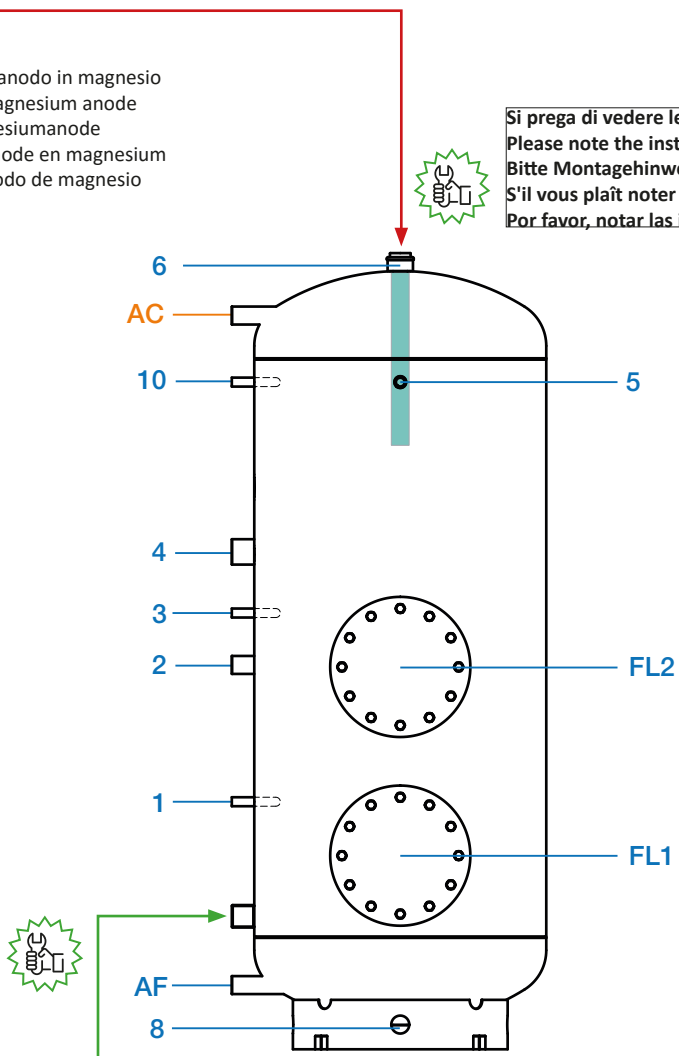 anodo in magnesio
agnesium anode
esiumanode
ode en magnesium
odo de magnesio
Si prega di vedere le
Please note the inst
Bitte Montagehinwe
S'il vous plaît noter
Por favor, notar las i
6
AC
10
5
4
3
2
FL2
1
FL1
AF
8